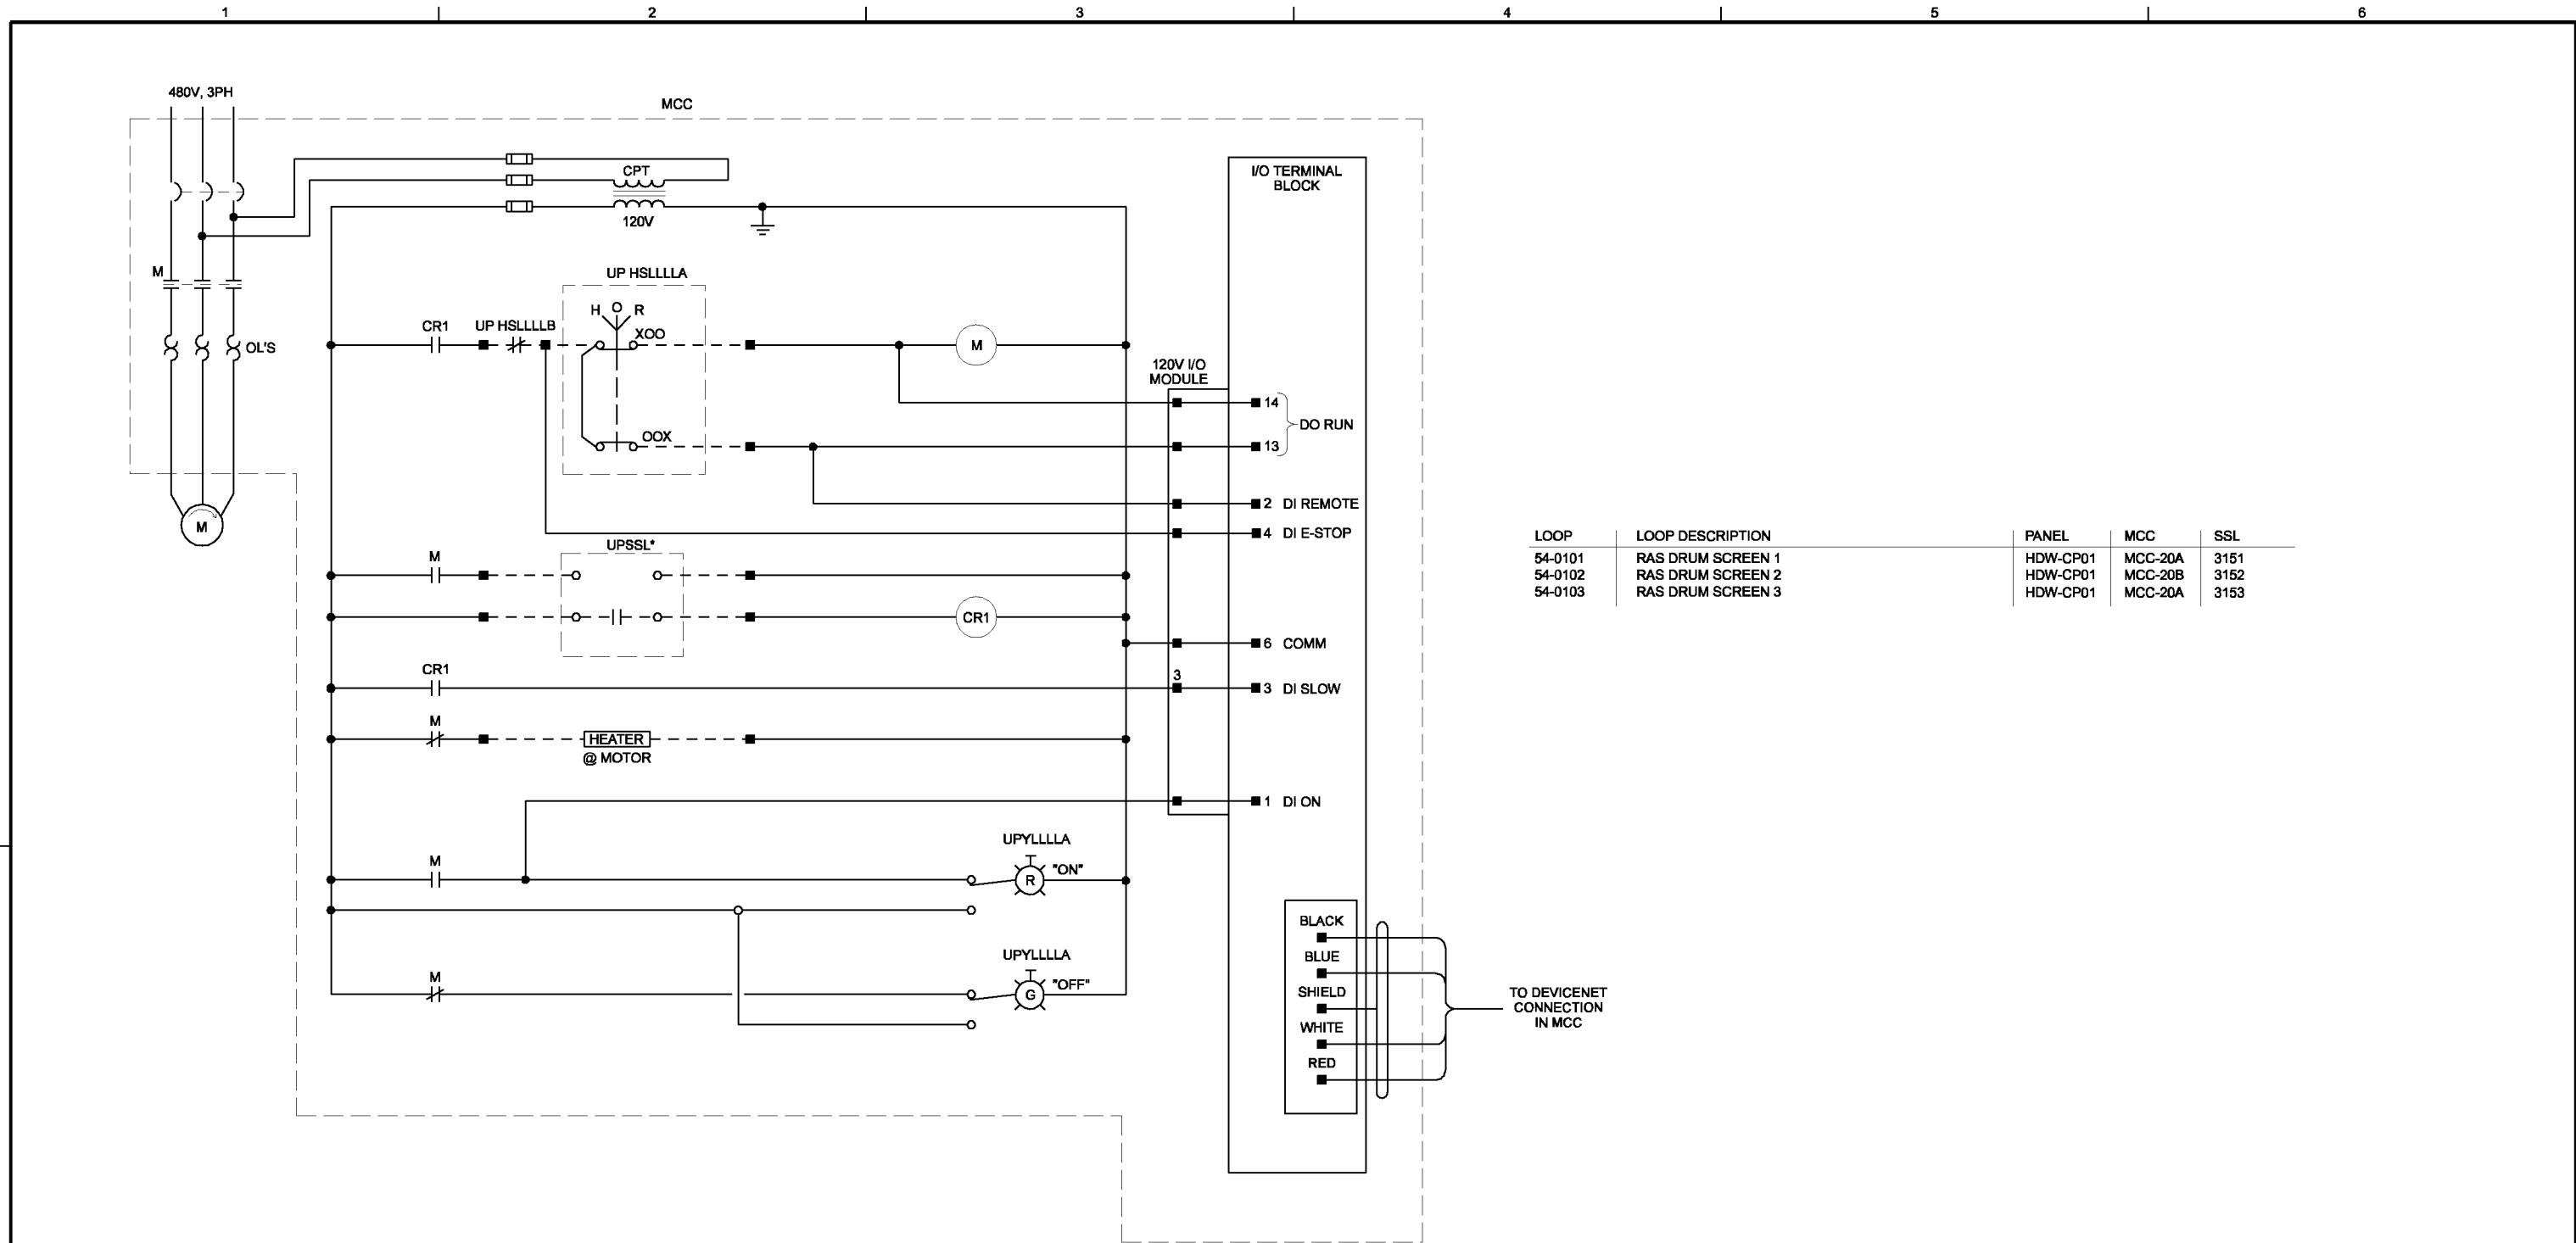 1 2 3 4 5 6
480V, 3PH
MCC
CPT
120V
I/O TERMINAL
BLOCK
M
UP HSLLLLA
H O R
CR1
UP HSLLLLB
XOO
OL'S
M
120V I/O
MODULE
14
DO RUN
OOX
13
2 DI REMOTE
M
4 DI E-STOP
UPSSL*
M
CR1
6 COMM
CR1
3
3 DI SLOW
M
HEATER
@ MOTOR
1 DI ON
UPYLLLLA
M
R
"ON"
BLACK
BLUE
SHIELD
WHITE
RED
UPYLLLLA
M
G
"OFF"
TO DEVICENET
CONNECTION
IN MCC
LOOP LOOP DESCRIPTION PANEL MCC SSL
54-0101 RAS DRUM SCREEN 1 HDW-CP01 MCC-20A 3151
54-0102 RAS DRUM SCREEN 2 HDW-CP01 MCC-20B 3152
54-0103 RAS DRUM SCREEN 3 HDW-CP01 MCC-20A 3153